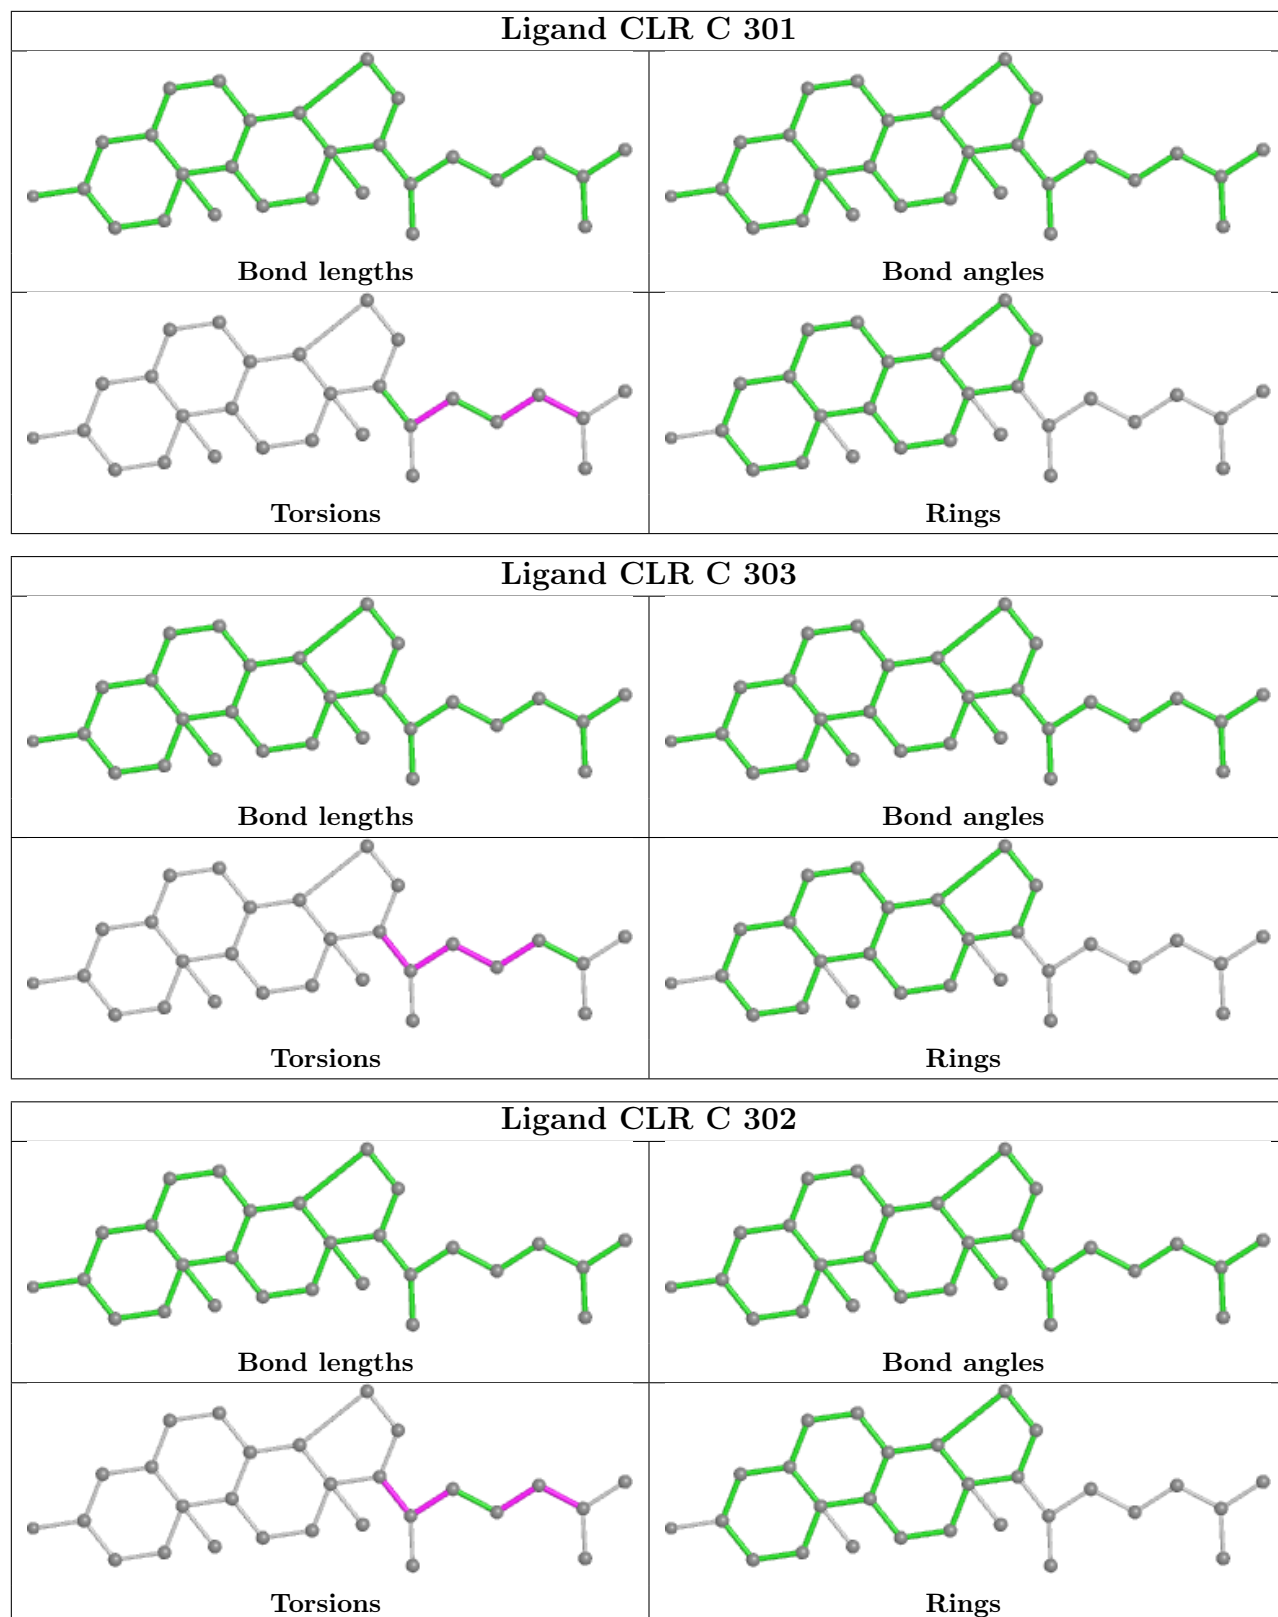 Ligand CLR C 301
Bond lengths
Bond angles
Torsions
Rings
Ligand CLR C 303
Bond lengths
Bond angles
Torsions
Rings
Ligand CLR C 302
Bond lengths
Bond angles
Torsions
Rings